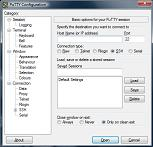 PuTTY Configuration
Category:
Session
Logging
Terminal
Keyboard
Bell
Features
Window
Appearance
Behaviour
Translation
Selection
Colours
Connection
Data
Proxy
Telnet
Rlogin
SSH
Serial
Basic options for your PuTTY session
Specify the destination you want to connect to
Host Name (or IP address)
Port
22
Connection type:
Raw
Telnet
Rlogin
SSH
Serial
Load, save or delete a stored session
Saved Sessions
Default Settings
Load
Save
Delete
Close window on exit:
Always
Never
Only on clean exit
About
Open
Cancel